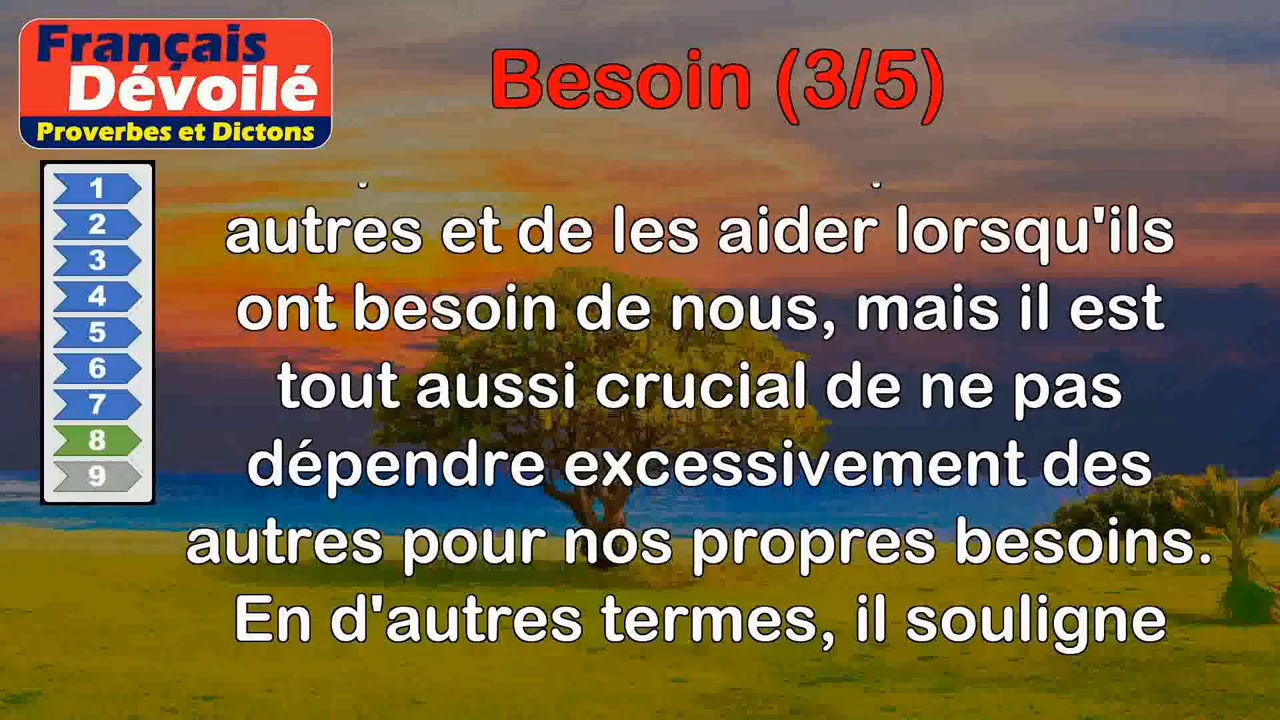 Français
Dévoilé
Proverbes et Dictons
Besoin (3/5)
1
2
3
4
5
6
7
8
9
autres et de les aider lorsqu'ils
ont besoin de nous, mais il est
tout aussi crucial de ne pas
dépendre excessivement des
autres pour nos propres besoins.
En d'autres termes, il souligne